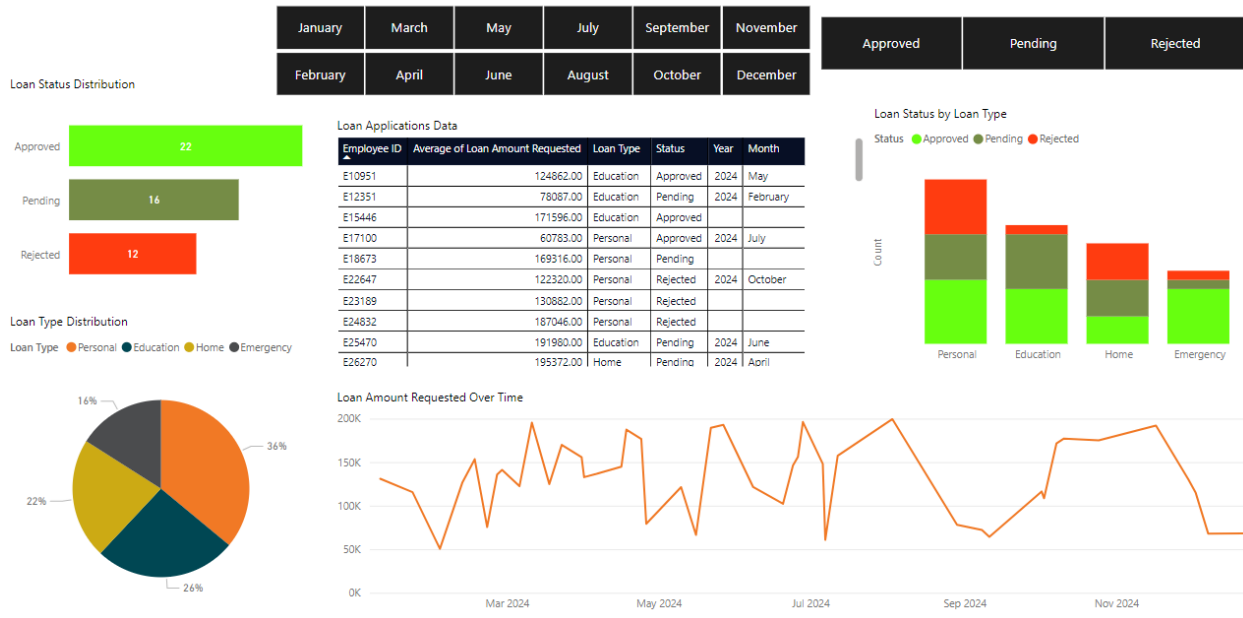 January March May July September November
February April June August October December
Approved Pending Rejected
Loan Status Distribution
Approved 22
Pending 16
Rejected 12
Loan Type Distribution
Loan Type Personal Education Home Emergency
16%
36%
22%
26%
Loan Applications Data
Employee ID Average of Loan Amount Requested Loan Type Status Year Month
E10951 124862.00 Education Approved 2024 May
E12351 78087.00 Education Pending 2024 February
E15446 171596.00 Education Approved
E17100 60783.00 Personal Approved 2024 July
E18673 169316.00 Personal Pending
E22647 122320.00 Personal Rejected 2024 October
E23189 130882.00 Personal Rejected
E24832 187046.00 Personal Rejected
E25470 191980.00 Education Pending 2024 June
E26270 195372.00 Home Pending 2024 April
Loan Status by Loan Type
Status Approved Pending Rejected
Count
Personal Education Home Emergency
Loan Amount Requested Over Time
200K
150K
100K
50K
0K
Mar 2024 May 2024 Jul 2024 Sep 2024 Nov 2024